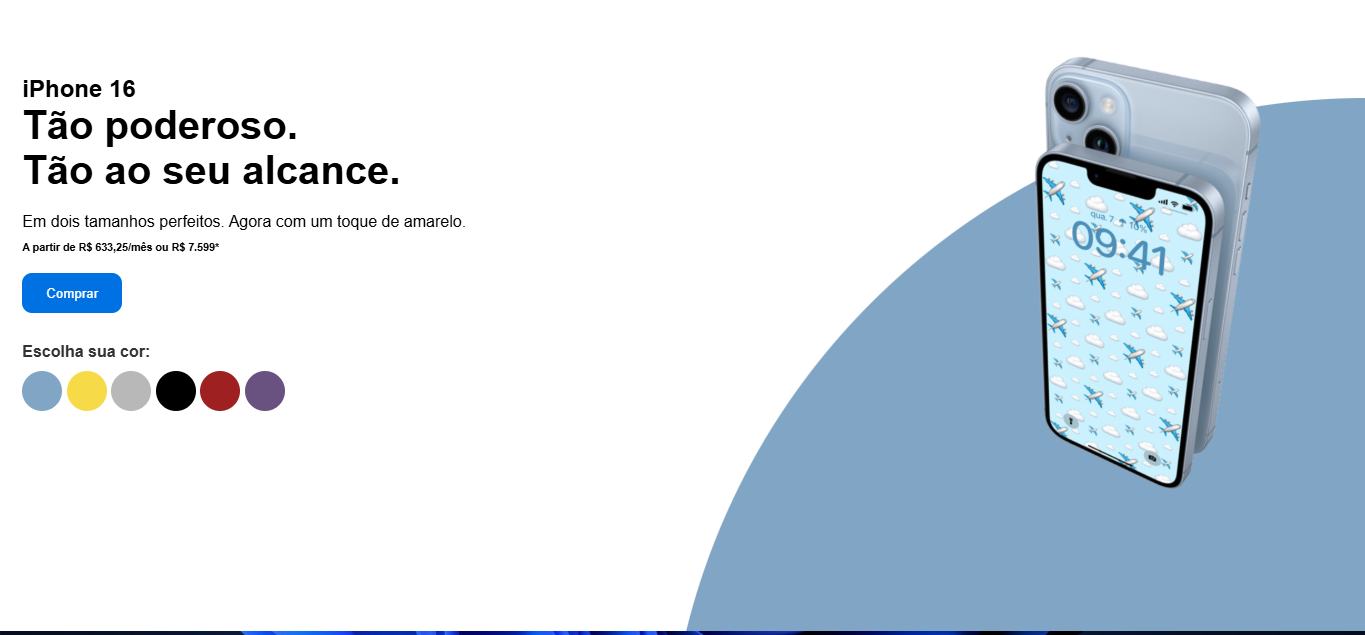 iPhone 16
Tão poderoso.
Tão ao seu alcance.
Em dois tamanhos perfeitos. Agora com um toque de amarelo.
A partir de R$ 633,25/mês ou R$ 7.599*
Comprar
Escolha sua cor:
qua. 7 ☂ 10%
09:41